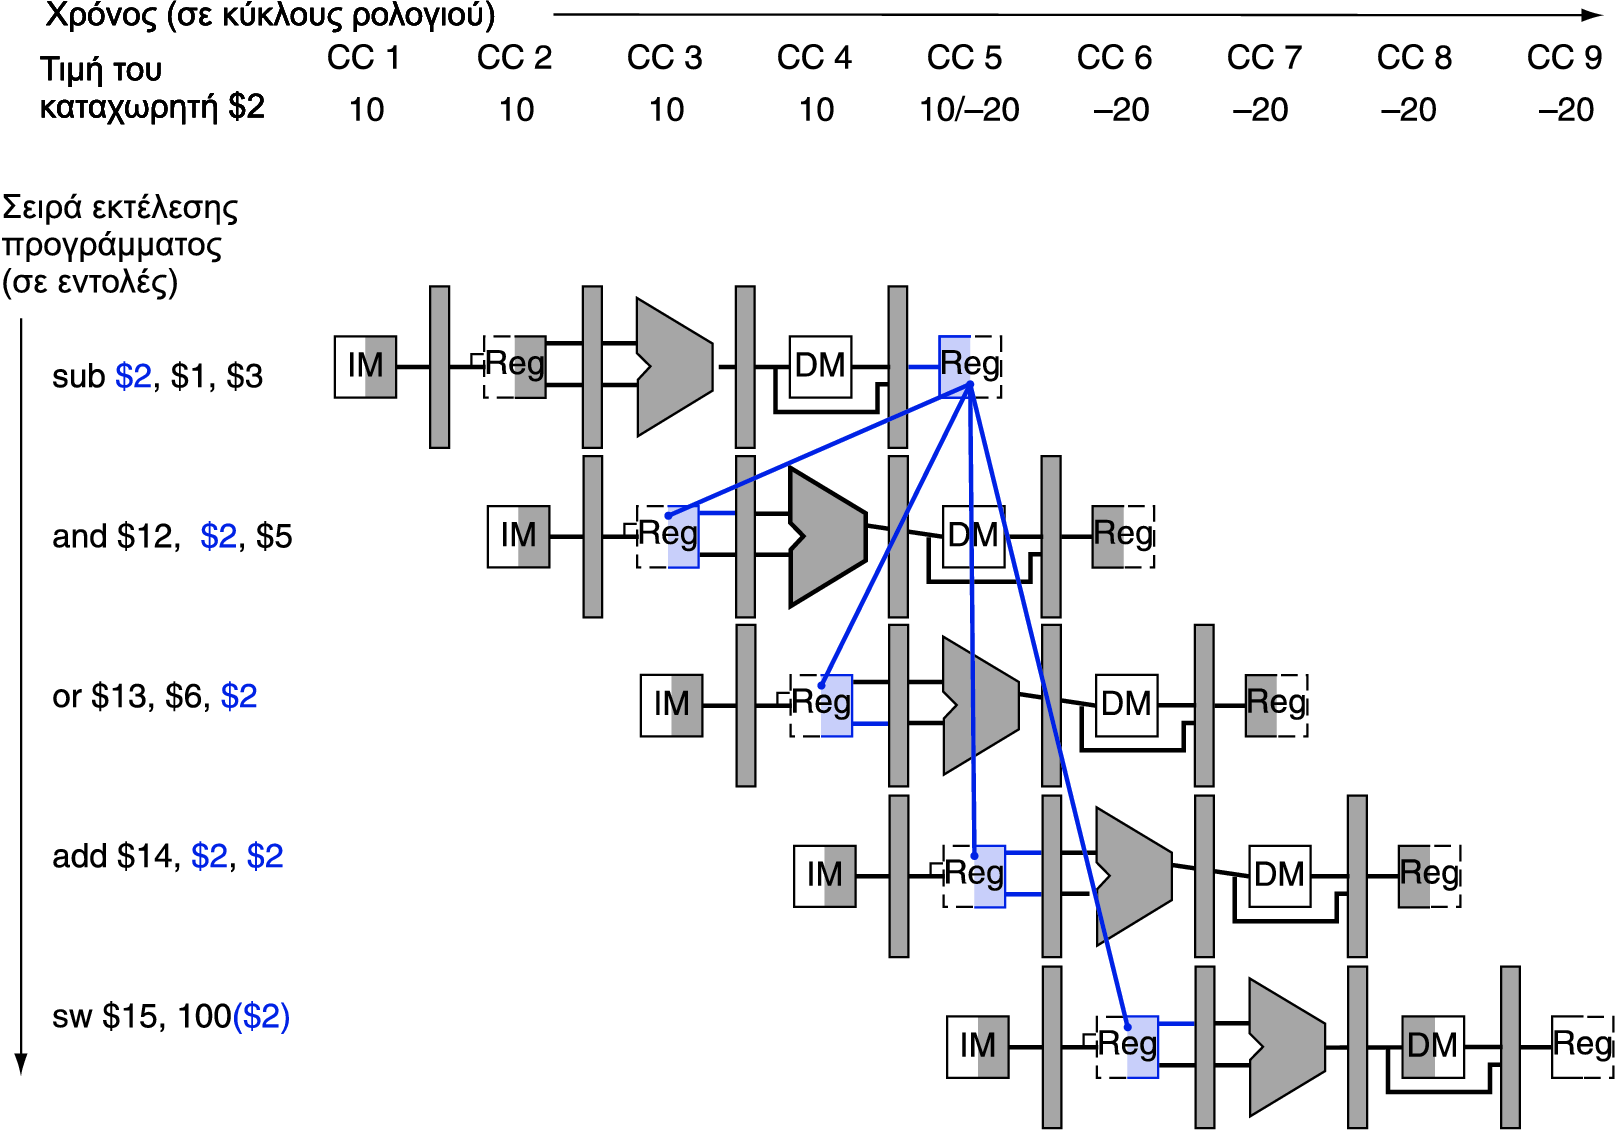 Χρόνος (σε κύκλους ρολογιού)
CC 1 CC 2 CC 3 CC 4 CC 5 CC 6 CC 7 CC 8 CC 9
Τιμή του
καταχωρητή $2 10 10 10 10 10/–20 –20 –20 –20 –20
Σειρά εκτέλεσης
προγράμματος
(σε εντολές)
sub $2, $1, $3
IM Reg DM Reg
and $12, $2, $5
IM Reg DM Reg
or $13, $6, $2
IM Reg DM Reg
add $14, $2, $2
IM Reg DM Reg
sw $15, 100($2)
IM Reg DM Reg